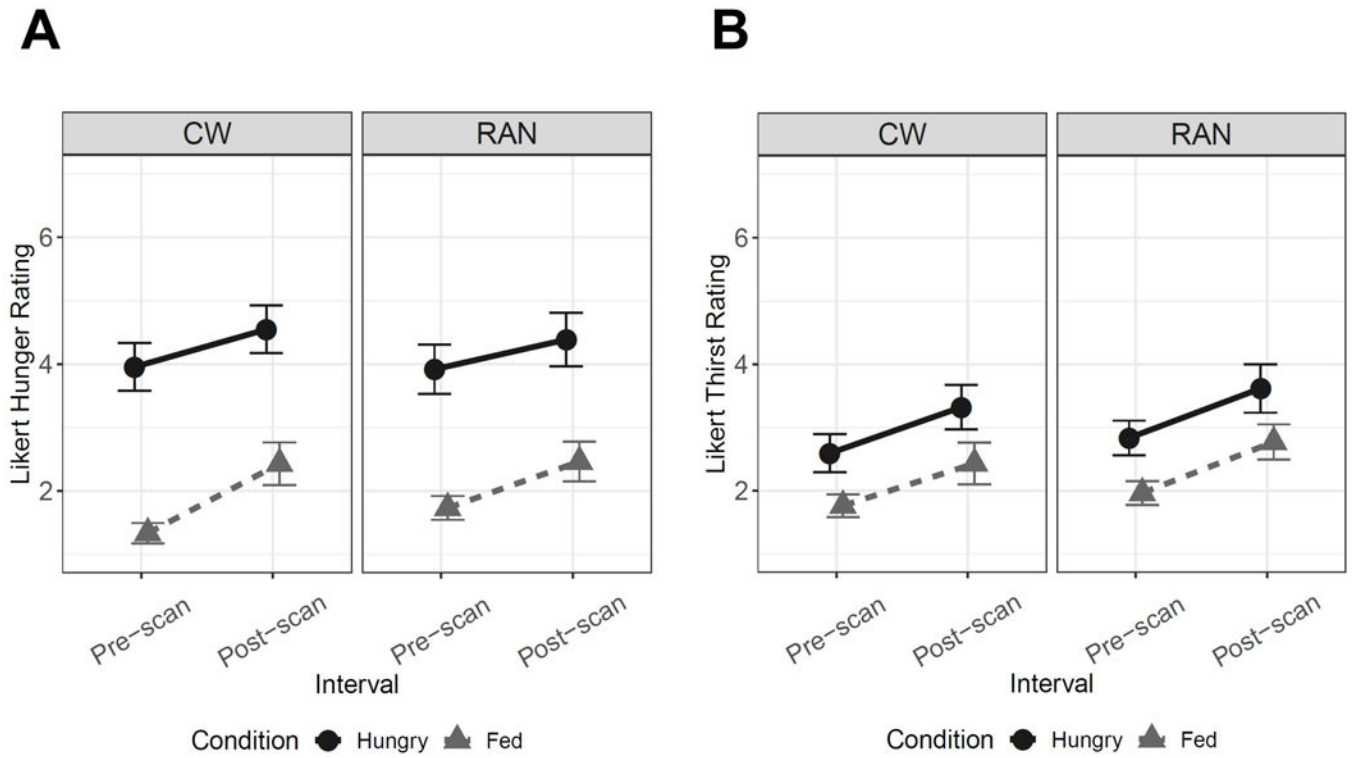 A
CW RAN
Likert Hunger Rating
6
4
2
Pre−scan Post−scan Pre−scan Post−scan
Interval
Condition Hungry Fed
B
CW RAN
Likert Thirst Rating
6
4
2
Pre−scan Post−scan Pre−scan Post−scan
Interval
Condition Hungry Fed